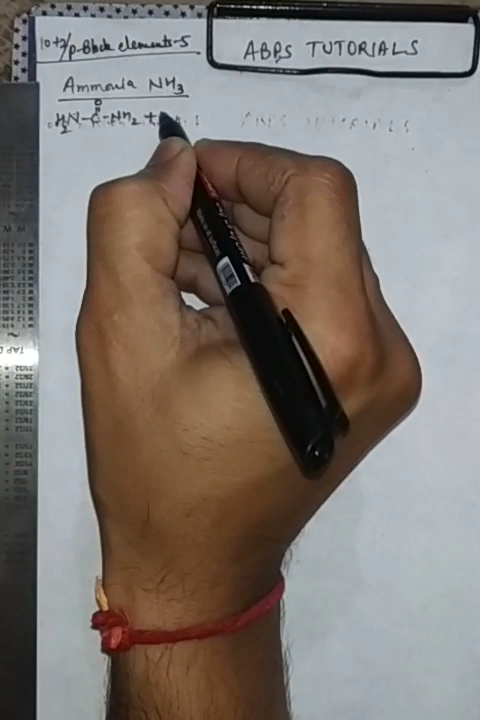 10+2/p-Block elements-5
ABPS TUTORIALS
Ammonia NH3
O
H2N-C-NH2 +